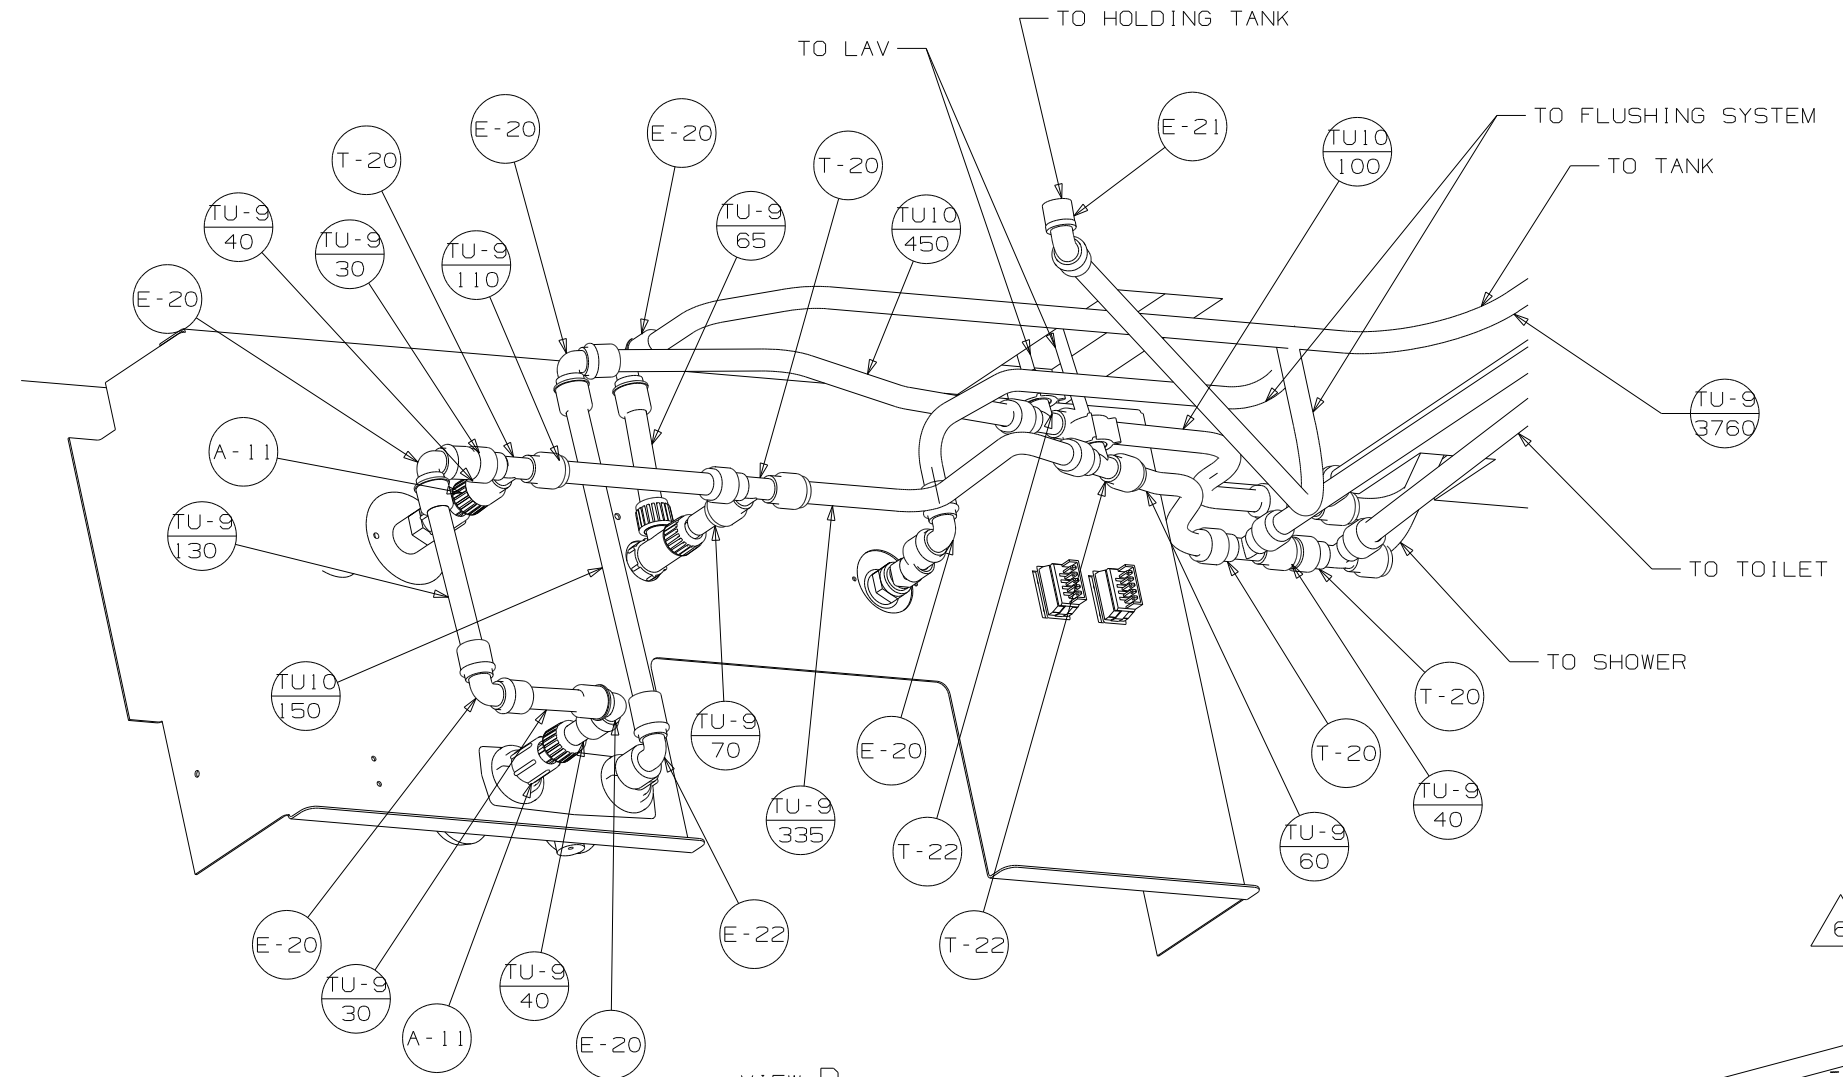 TO HOLDING TANK
TO LAV
TO FLUSHING SYSTEM
TO TANK
E-20
E-20
E-21
TU10
100
T-20
T-20
TU-9
40
TU-9
30
TU-9
110
TU-9
65
TU10
450
E-20
A-11
TU-9
3760
TU-9
130
TO TOILET
TO SHOWER
TU10
150
TU-9
70
E-20
T-20
T-20
TU-9
335
TU-9
40
TU-9
60
T-22
T-22
E-20
E-22
TU-9
30
TU-9
40
A-11
E-20
6